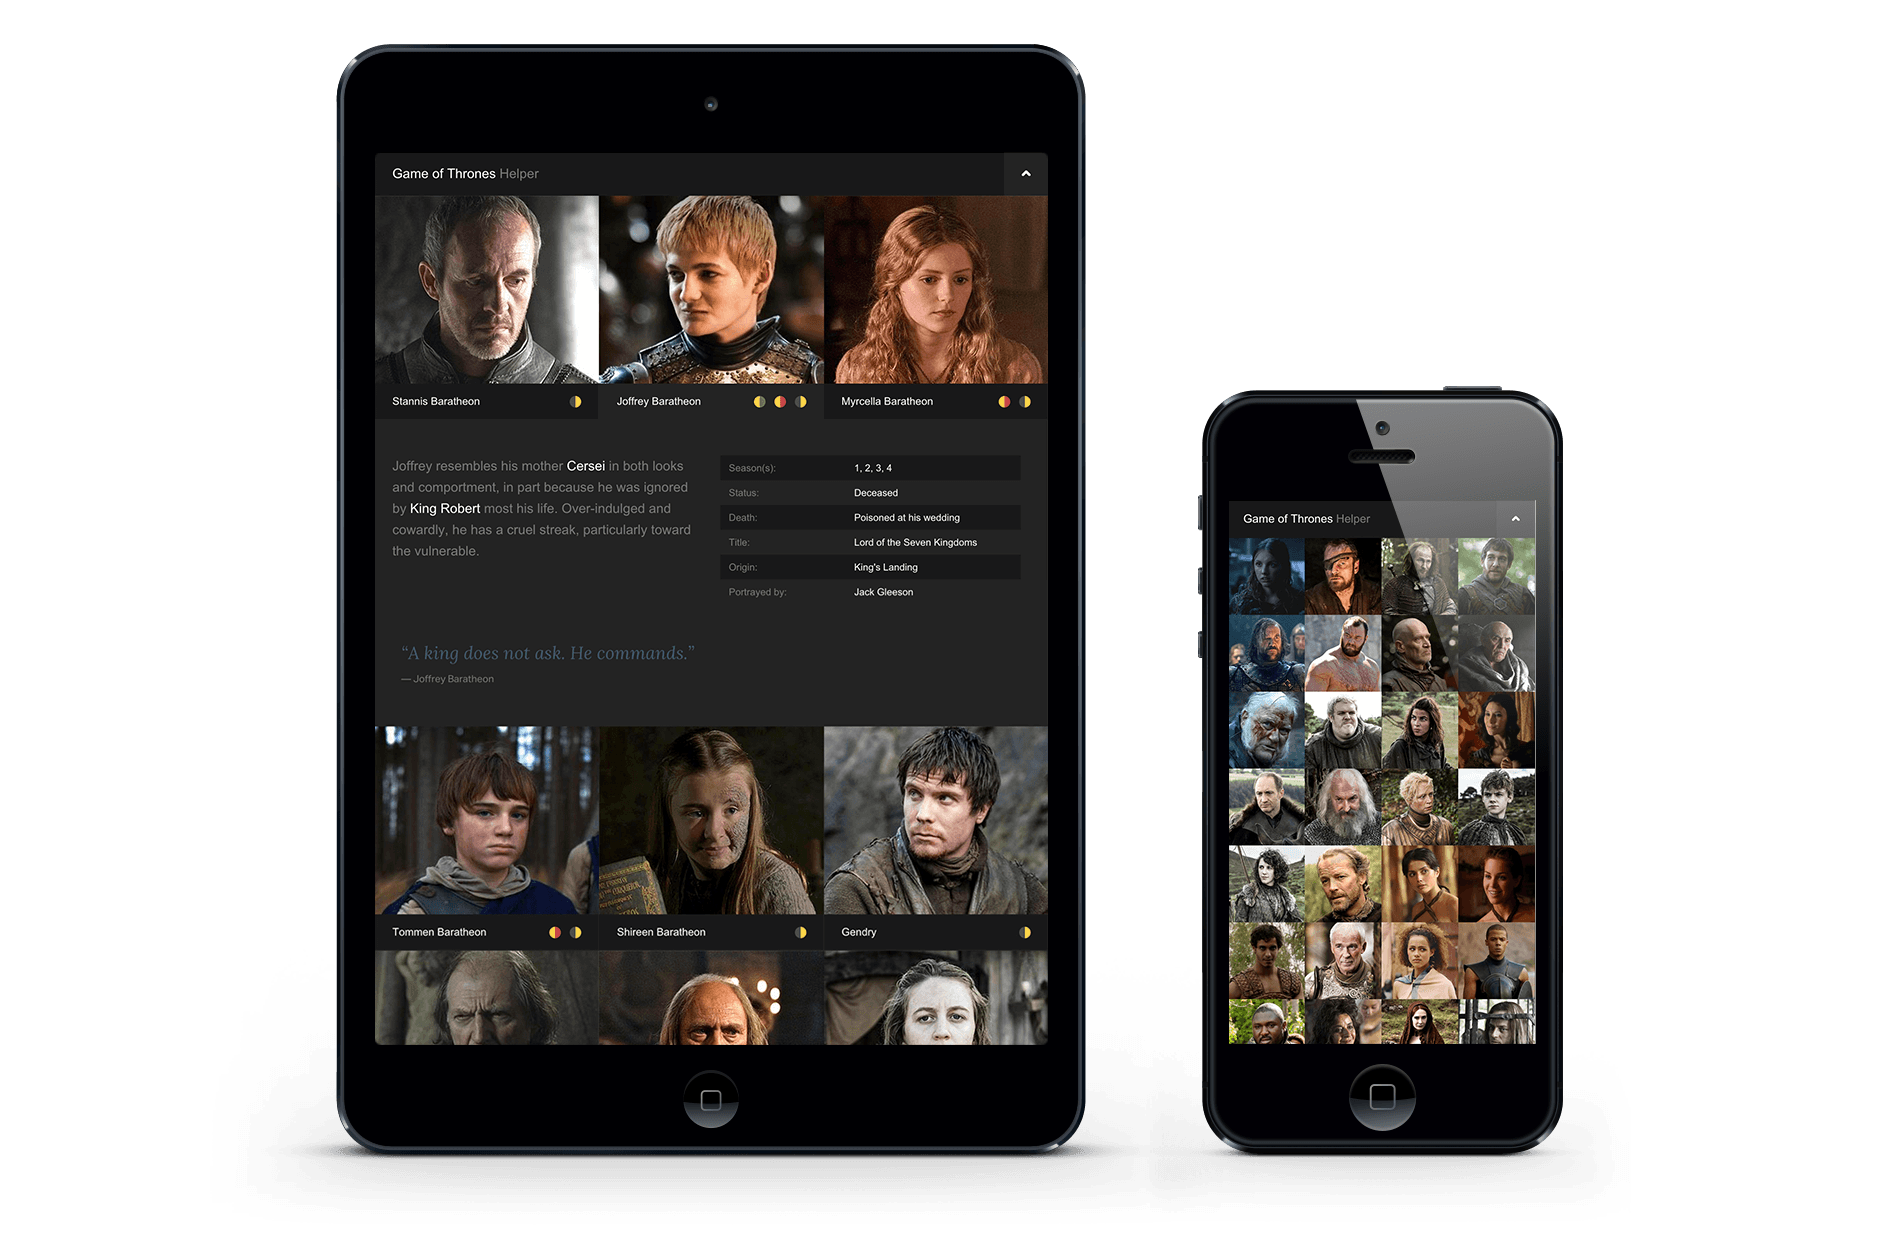 Game of Thrones Helper
Stannis Baratheon
Joffrey Baratheon
Myrcella Baratheon
Joffrey resembles his mother Cersei in both looks
and comportment, in part because he was ignored
by King Robert most his life. Over-indulged and
cowardly, he has a cruel streak, particularly toward
the vulnerable.
Season(s): 1, 2, 3, 4
Status: Deceased
Death: Poisoned at his wedding
Title: Lord of the Seven Kingdoms
Origin: King's Landing
Portrayed by: Jack Gleeson
“A king does not ask. He commands.”
— Joffrey Baratheon
Tommen Baratheon
Shireen Baratheon
Gendry
Game of Thrones Helper